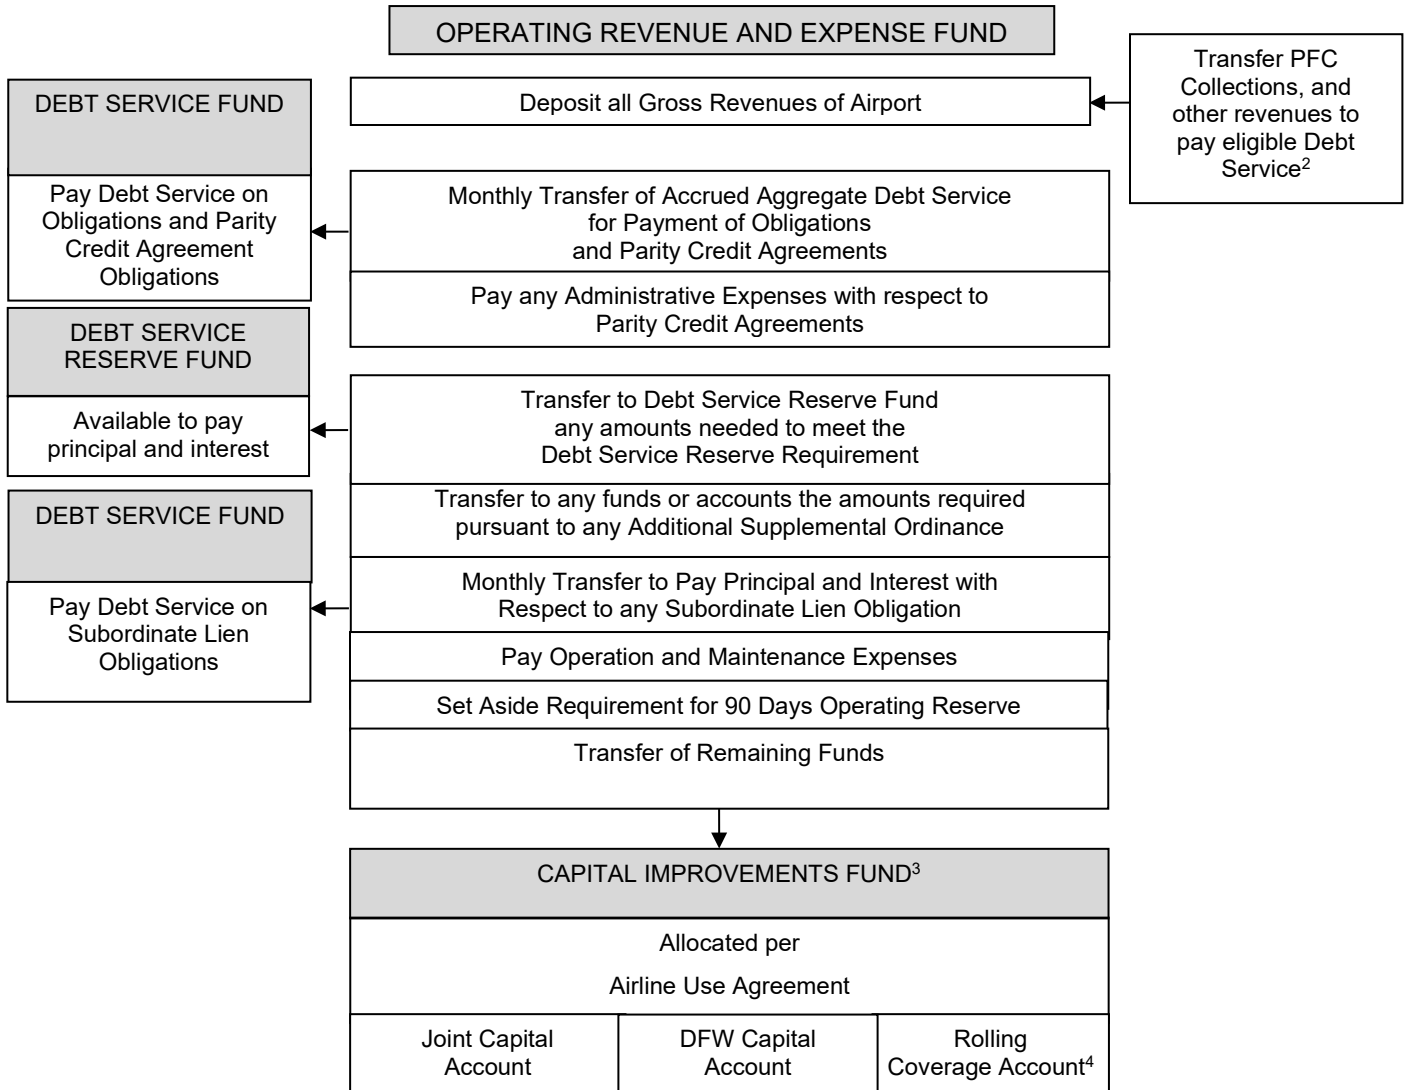 OPERATING REVENUE AND EXPENSE FUND
Transfer PFC
Collections, and
other revenues to
pay eligible Debt
Service²
Deposit all Gross Revenues of Airport
DEBT SERVICE FUND
Pay Debt Service on
Obligations and Parity
Credit Agreement
Obligations
Monthly Transfer of Accrued Aggregate Debt Service
for Payment of Obligations
and Parity Credit Agreements
Pay any Administrative Expenses with respect to
Parity Credit Agreements
DEBT SERVICE
RESERVE FUND
Available to pay
principal and interest
Transfer to Debt Service Reserve Fund
any amounts needed to meet the
Debt Service Reserve Requirement
Transfer to any funds or accounts the amounts required
pursuant to any Additional Supplemental Ordinance
DEBT SERVICE FUND
Pay Debt Service on
Subordinate Lien
Obligations
Monthly Transfer to Pay Principal and Interest with
Respect to any Subordinate Lien Obligation
Pay Operation and Maintenance Expenses
Set Aside Requirement for 90 Days Operating Reserve
Transfer of Remaining Funds
CAPITAL IMPROVEMENTS FUND³
Allocated per
Airline Use Agreement
Joint Capital
Account
DFW Capital
Account
Rolling
Coverage Account⁴